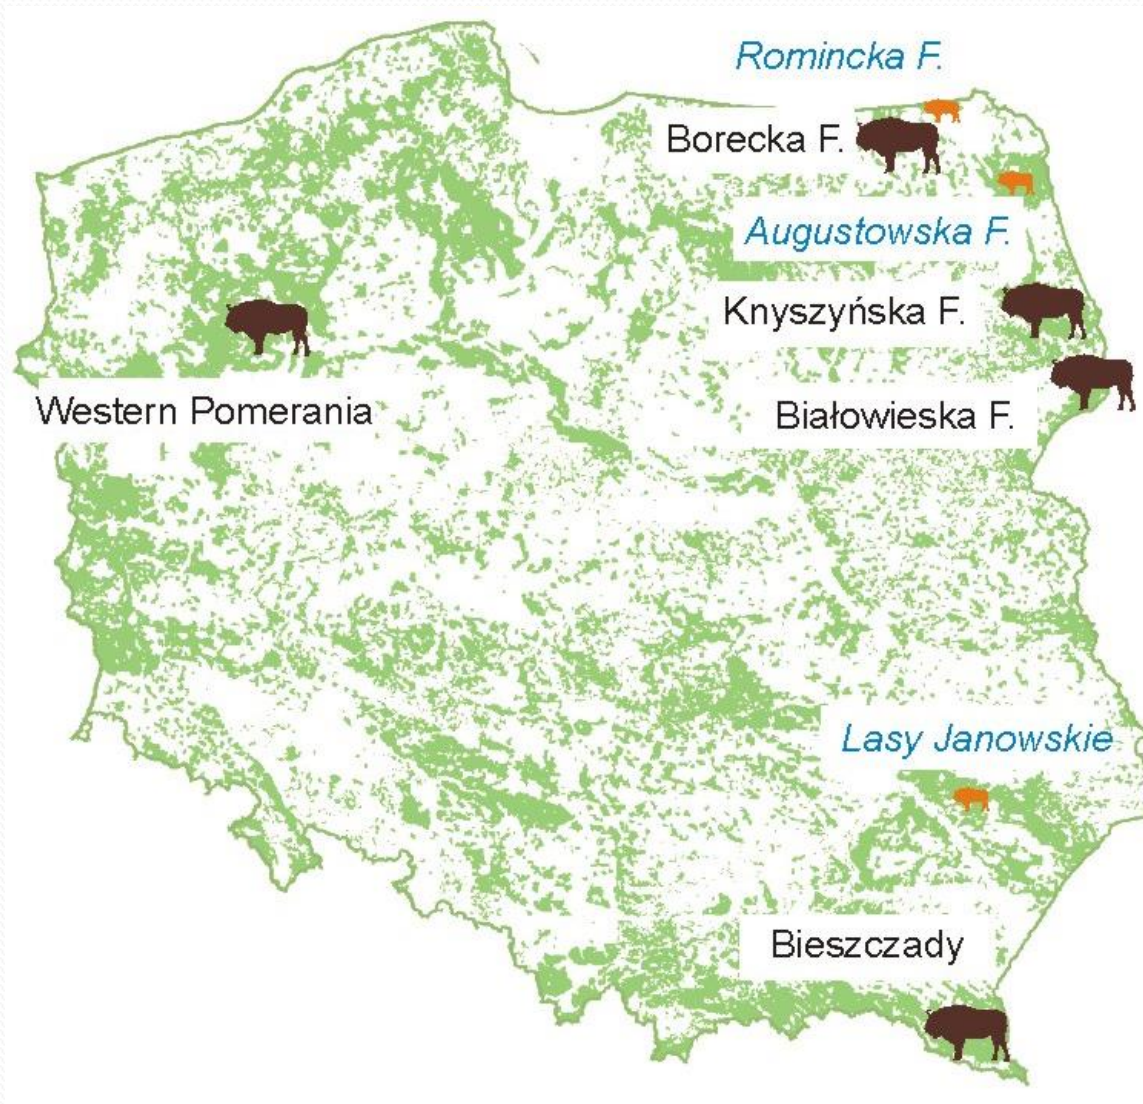 Romincka F.
Borecka F.
Augustowska F.
Knyszyńska F.
Western Pomerania
Białowieska F.
Lasy Janowskie
Bieszczady